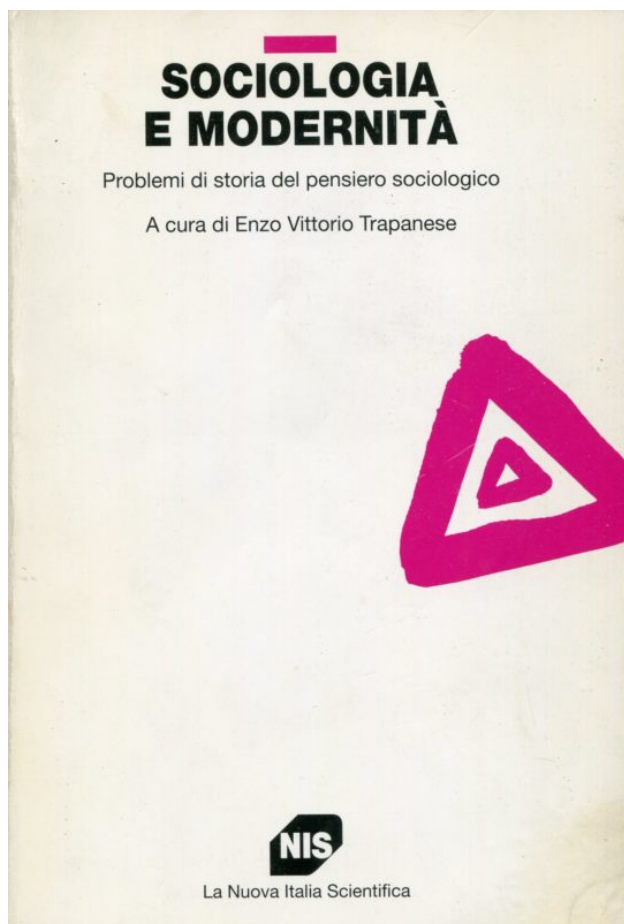 SOCIOLOGIA
E MODERNITÀ
Problemi di storia del pensiero sociologico
A cura di Enzo Vittorio Trapanese
NIS
La Nuova Italia Scientifica